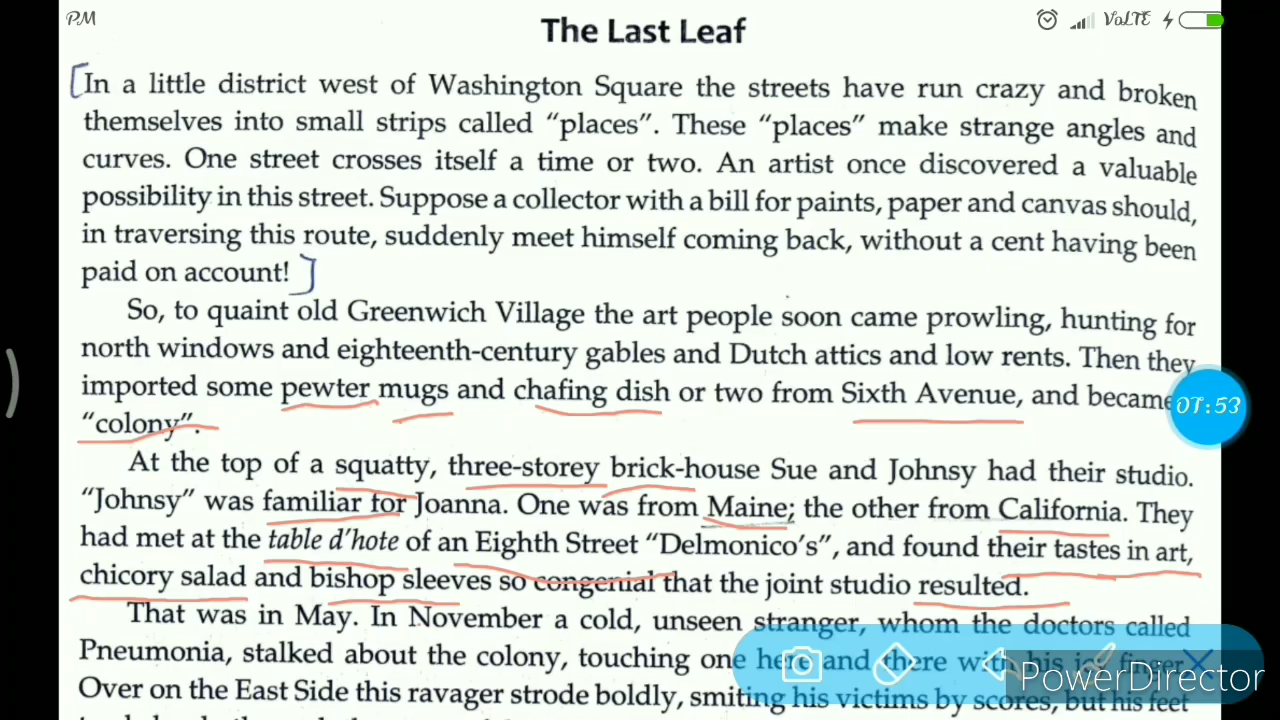 PM
VoLTE
The Last Leaf
In a little district west of Washington Square the streets have run crazy and broken
themselves into small strips called “places”. These “places” make strange angles and
curves. One street crosses itself a time or two. An artist once discovered a valuable
possibility in this street. Suppose a collector with a bill for paints, paper and canvas should,
in traversing this route, suddenly meet himself coming back, without a cent having been
paid on account!
So, to quaint old Greenwich Village the art people soon came prowling, hunting for
north windows and eighteenth-century gables and Dutch attics and low rents. Then they
imported some pewter mugs and chafing dish or two from Sixth Avenue, and became
07:53
“colony”.
At the top of a squatty, three-storey brick-house Sue and Johnsy had their studio.
“Johnsy” was familiar for Joanna. One was from Maine; the other from California. They
had met at the table d’hote of an Eighth Street “Delmonico’s”, and found their tastes in art,
chicory salad and bishop sleeves so congenial that the joint studio resulted.
That was in May. In November a cold, unseen stranger, whom the doctors called
Pneumonia, stalked about the colony, touching one here and there with his finger
PowerDirector
Over on the East Side this ravager strode boldly, smiting his victims by scores, but his feet